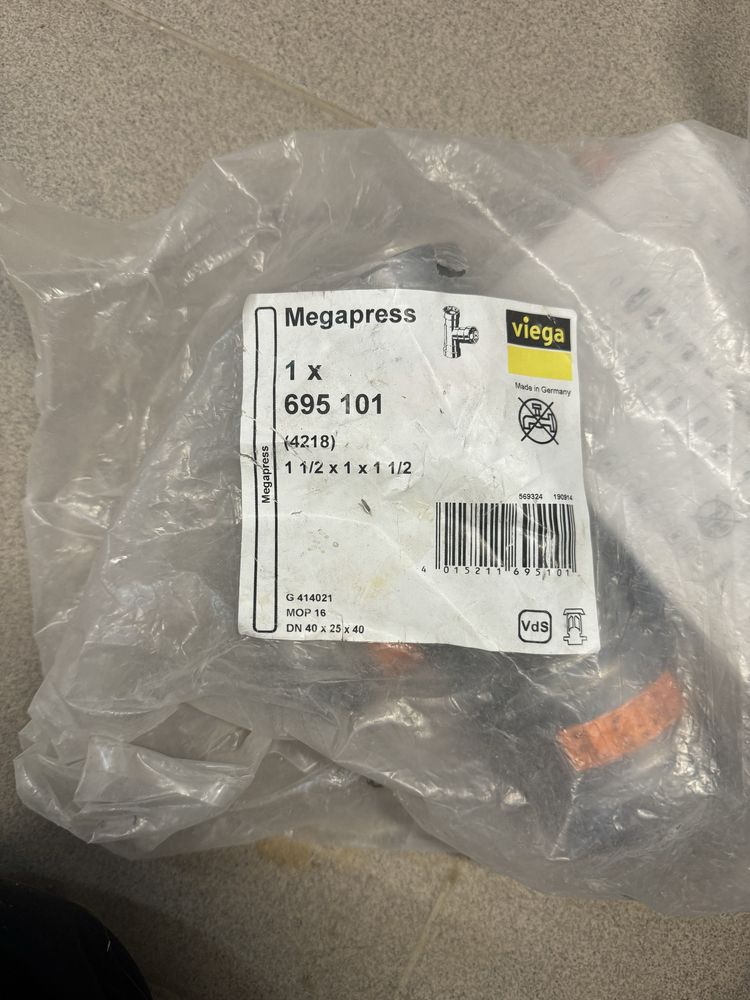 Megapress
viega
Made in Germany
1 x
695 101
(4218)
1 1/2 x 1 x 1 1/2
Megapress
569324 190914
4 015211 695101
G 414021
MOP 16
DN 40 x 25 x 40
VdS